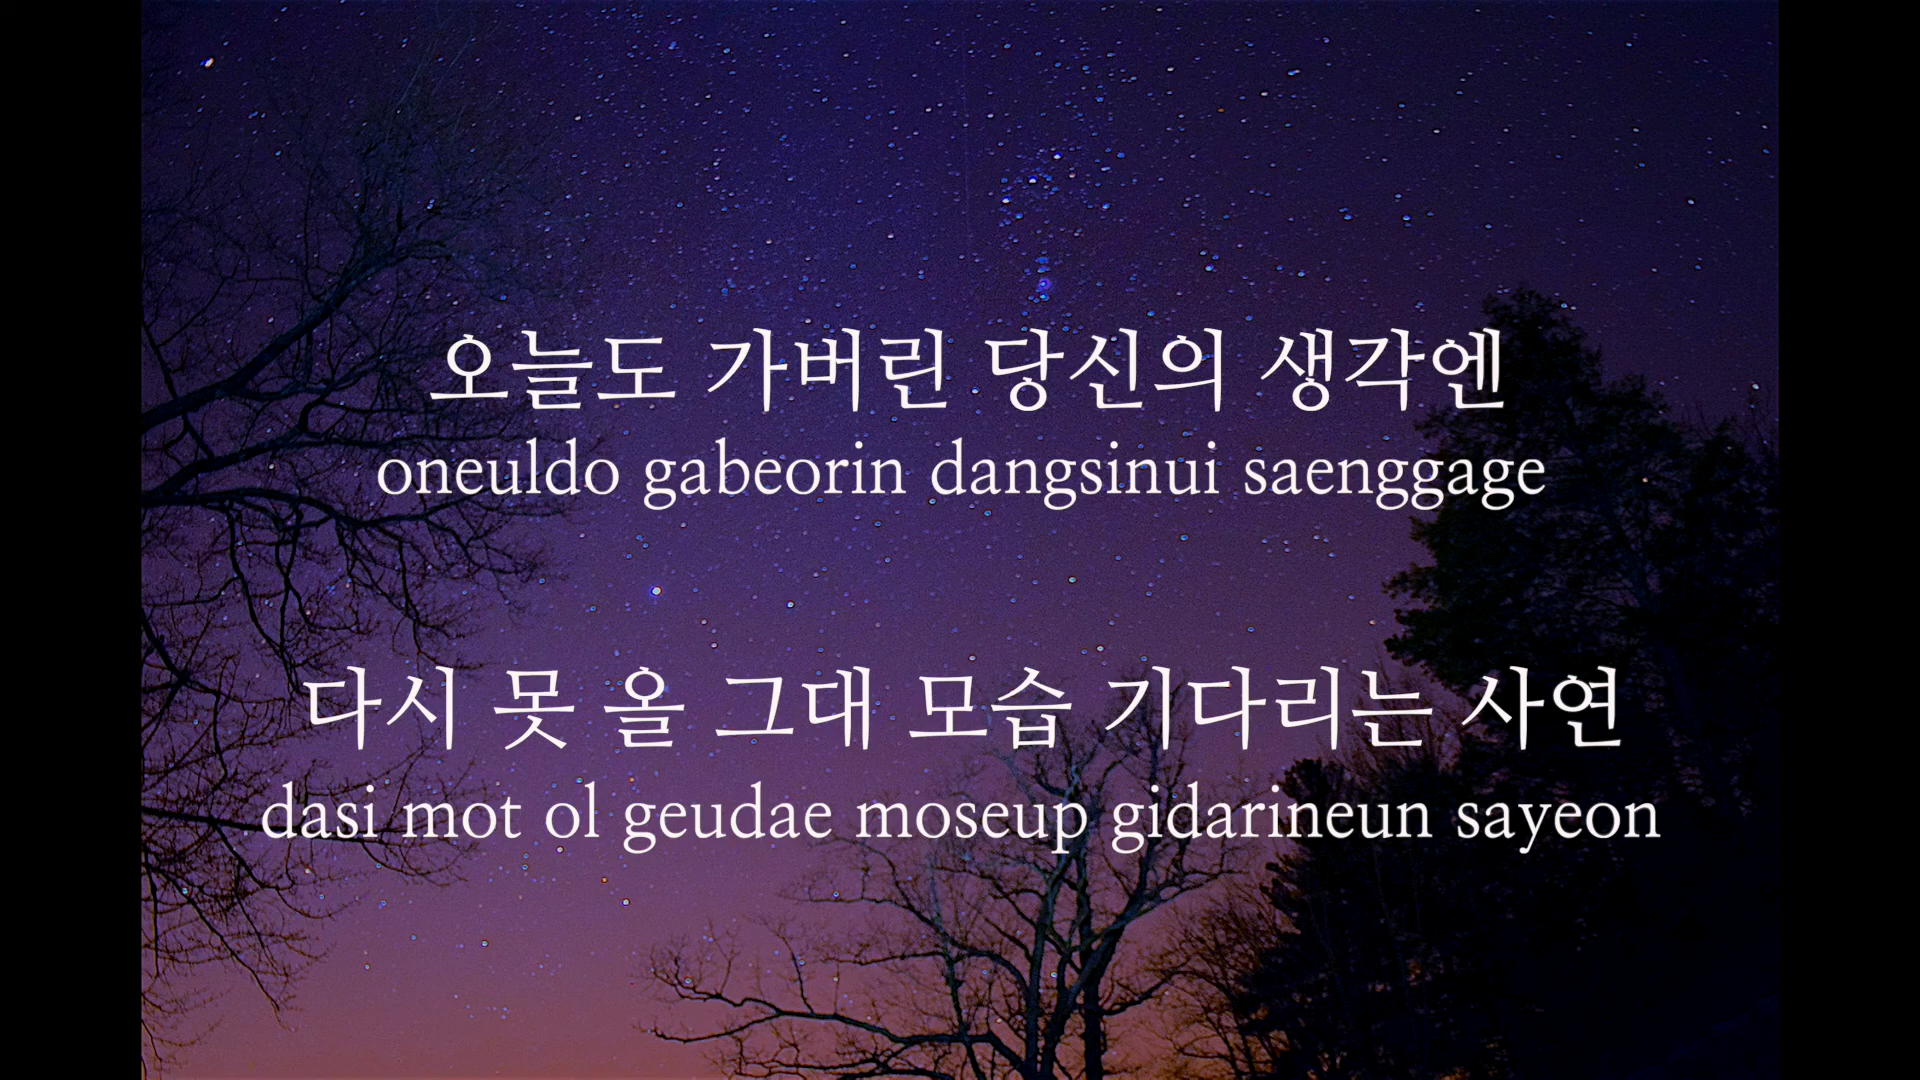 오늘도 가버린 당신의 생각엔
oneuldo gabeorin dangsinui saenggage
다시 못 올 그대 모습 기다리는 사연
dasi mot ol geudae moseup gidarineun sayeon